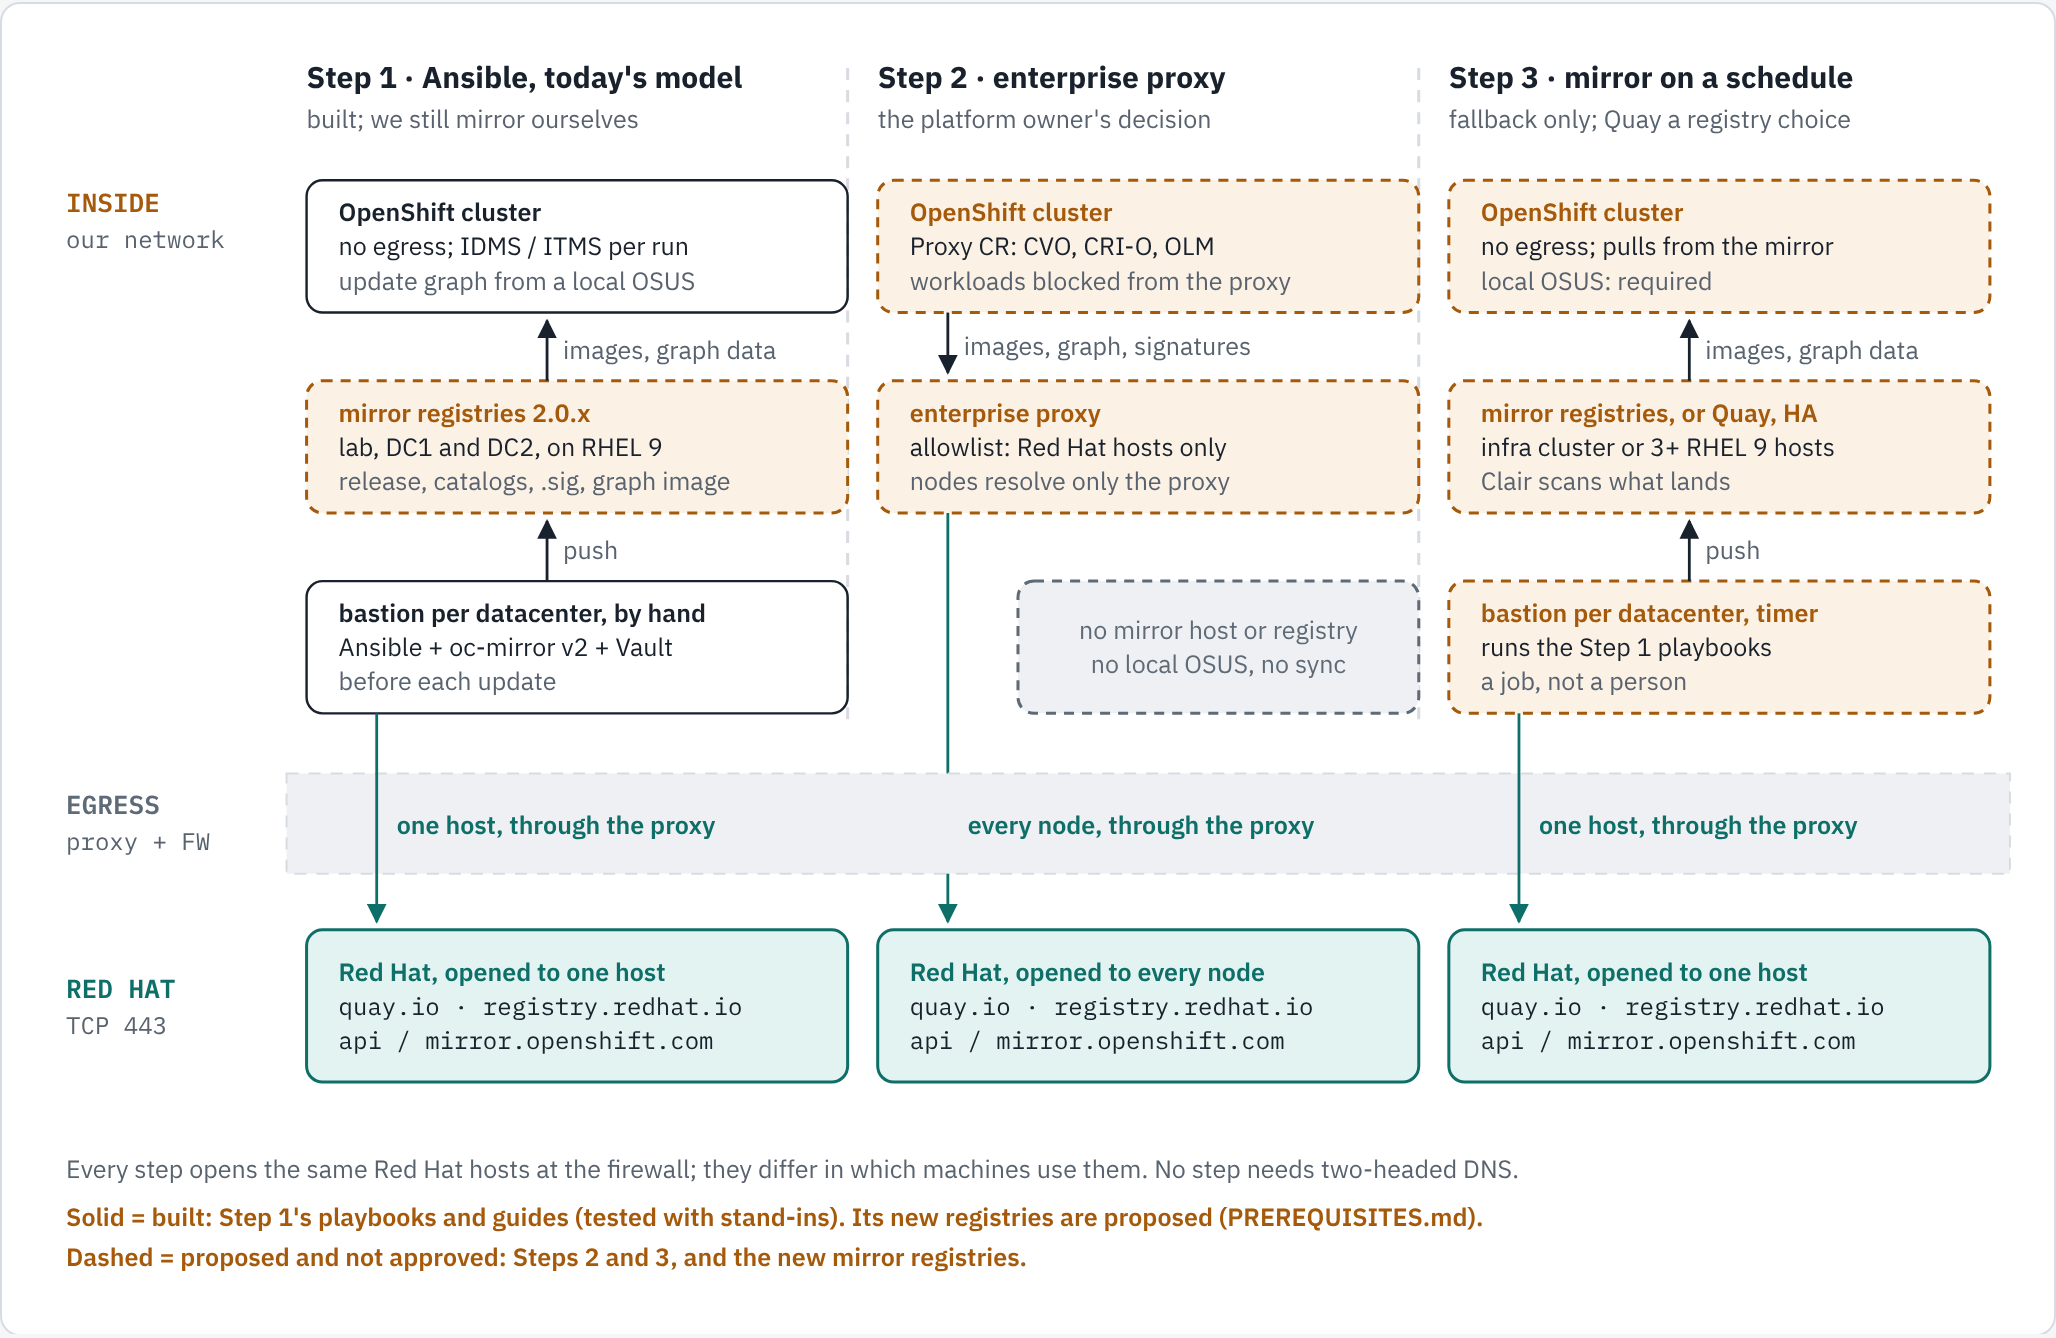 Step 1 · Ansible, today's model
built; we still mirror ourselves
Step 2 · enterprise proxy
the platform owner's decision
Step 3 · mirror on a schedule
fallback only; Quay a registry choice
INSIDE
our network
OpenShift cluster
no egress; IDMS / ITMS per run
update graph from a local OSUS
OpenShift cluster
Proxy CR: CVO, CRI-O, OLM
workloads blocked from the proxy
OpenShift cluster
no egress; pulls from the mirror
local OSUS: required
images, graph data
images, graph, signatures
images, graph data
mirror registries 2.0.x
lab, DC1 and DC2, on RHEL 9
release, catalogs, .sig, graph image
enterprise proxy
allowlist: Red Hat hosts only
nodes resolve only the proxy
mirror registries, or Quay, HA
infra cluster or 3+ RHEL 9 hosts
Clair scans what lands
push
push
bastion per datacenter, by hand
Ansible + oc-mirror v2 + Vault
before each update
no mirror host or registry
no local OSUS, no sync
bastion per datacenter, timer
runs the Step 1 playbooks
a job, not a person
EGRESS
proxy + FW
one host, through the proxy
every node, through the proxy
one host, through the proxy
RED HAT
TCP 443
Red Hat, opened to one host
quay.io · registry.redhat.io
api / mirror.openshift.com
Red Hat, opened to every node
quay.io · registry.redhat.io
api / mirror.openshift.com
Red Hat, opened to one host
quay.io · registry.redhat.io
api / mirror.openshift.com
Every step opens the same Red Hat hosts at the firewall; they differ in which machines use them. No step needs two-headed DNS.
Solid = built: Step 1's playbooks and guides (tested with stand-ins). Its new registries are proposed (PREREQUISITES.md).
Dashed = proposed and not approved: Steps 2 and 3, and the new mirror registries.